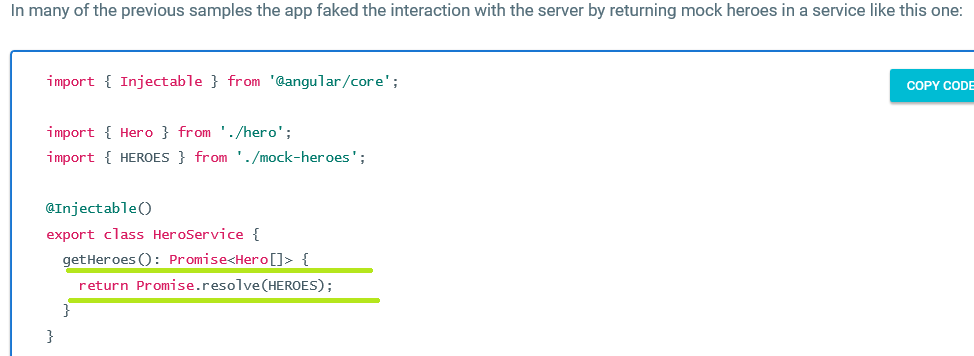 In many of the previous samples the app faked the interaction with the server by returning mock heroes in a service like this one:
COPY CODE
import { Injectable } from '@angular/core';
import { Hero } from './hero';
import { HEROES } from './mock-heroes';
@Injectable()
export class HeroService {
getHeroes(): Promise<Hero[]> {
return Promise.resolve(HEROES);
}
}